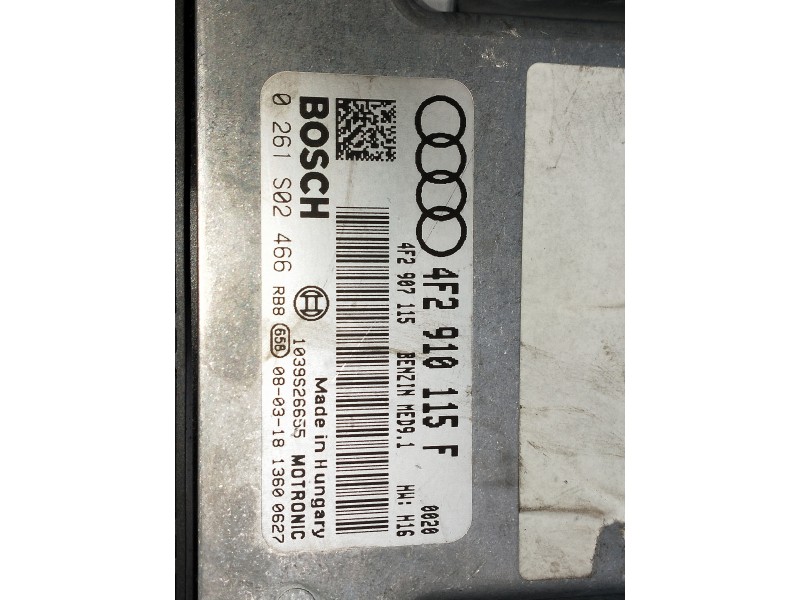 4F2 910 115 F
0020
4F2 907 115 BENZIN MED9.1 HW: H16
BOSCH
Made in Hungary
1039S26635 MOTRONIC
0 261 S02 466 RB8 658 08-03-18 1360 0627